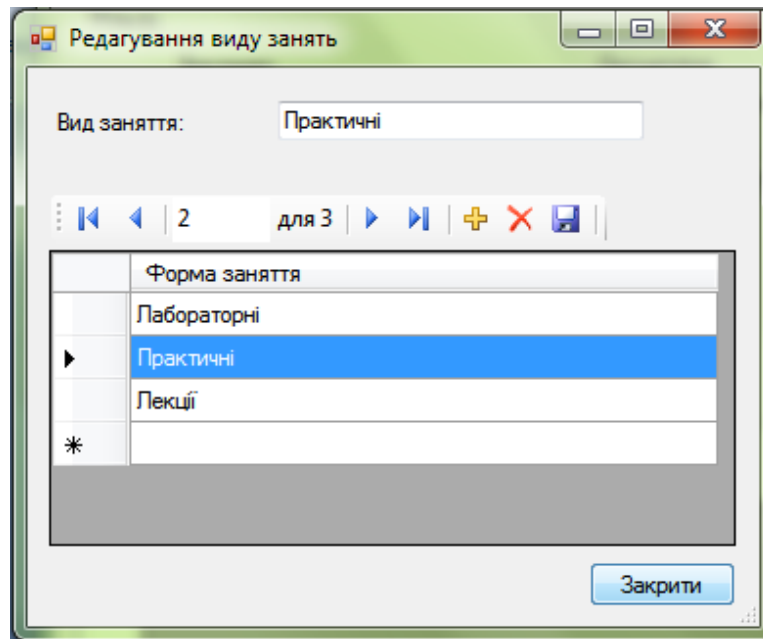 Редагування виду занять
Вид заняття: Практичні
2 для 3
Форма заняття
Лабораторні
Практичні
Лекції
Закрити